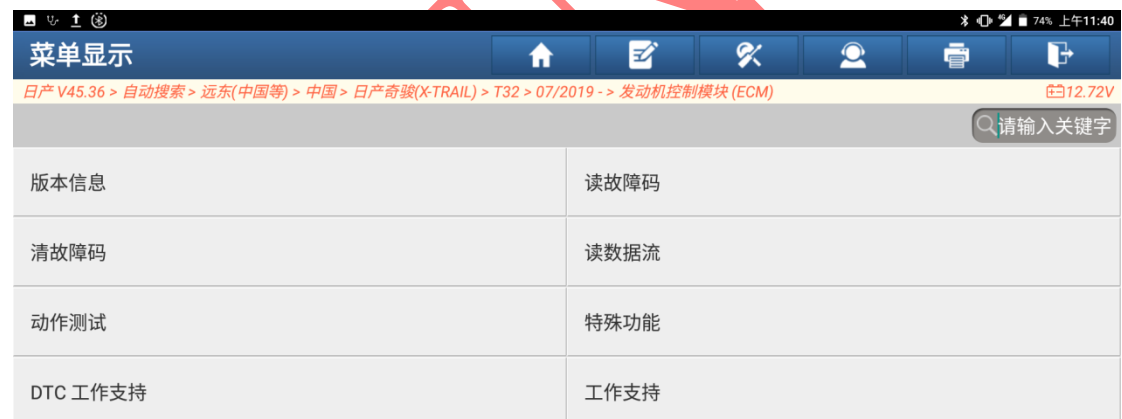 74% 上午11:40
菜单显示
日产 V45.36 > 自动搜索 > 远东(中国等) > 中国 > 日产奇骏(X-TRAIL) > T32 > 07/2019 - > 发动机控制模块 (ECM) 12.72V
请输入关键字
版本信息 读故障码
清故障码 读数据流
动作测试 特殊功能
DTC 工作支持 工作支持